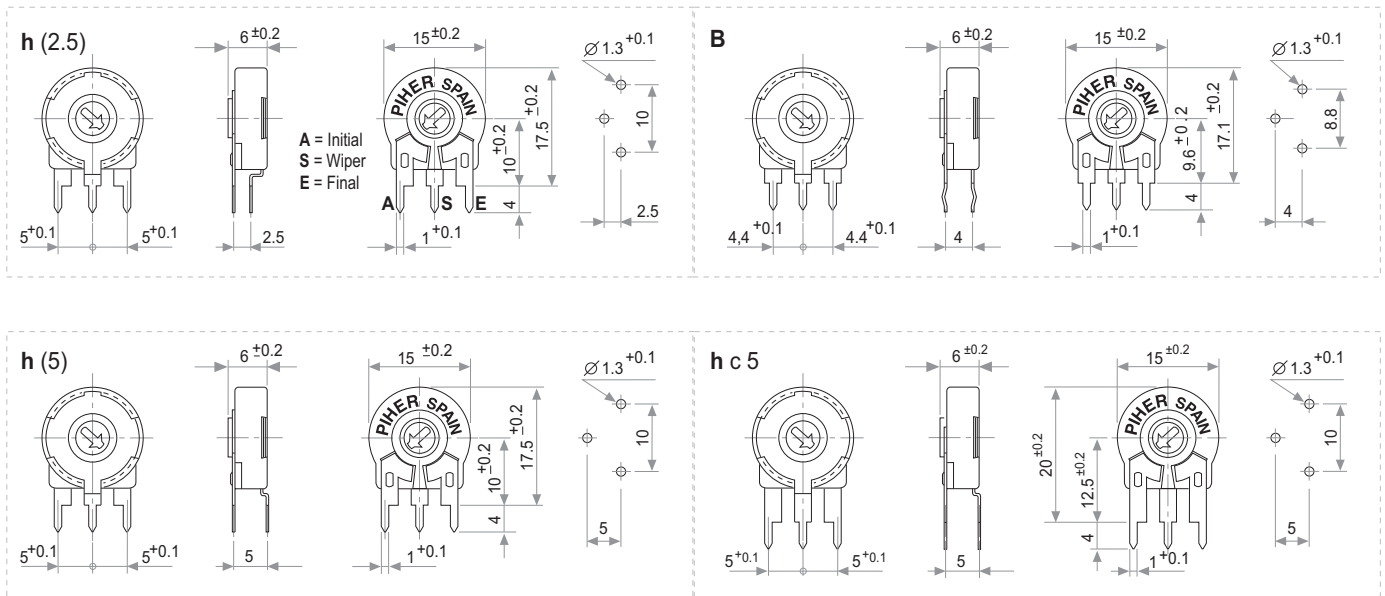 h (2.5)
6 ±0.2
15 ±0.2
Ø 1.3 +0.1
PIHER SPAIN
A = Initial
S = Wiper
E = Final
10 ±0.2
17.5 ±0.2
10
A
S
E
4
2.5
5 +0.1
5 +0.1
2.5
1 +0.1
B
6 ±0.2
15 ±0.2
Ø 1.3 +0.1
PIHER SPAIN
9.6 ±0.2
17.1 ±0.2
8.8
4
4
4,4 +0.1
4.4 +0.1
4
1 +0.1
h (5)
6 ±0.2
15 ±0.2
Ø 1.3 +0.1
PIHER SPAIN
10 ±0.2
17.5 ±0.2
10
4
5
5 +0.1
5 +0.1
5
1 +0.1
h c 5
6 ±0.2
15 ±0.2
Ø 1.3 +0.1
PIHER SPAIN
20 ±0.2
12.5 ±0.2
10
4
5
5 +0.1
5 +0.1
5
1 +0.1